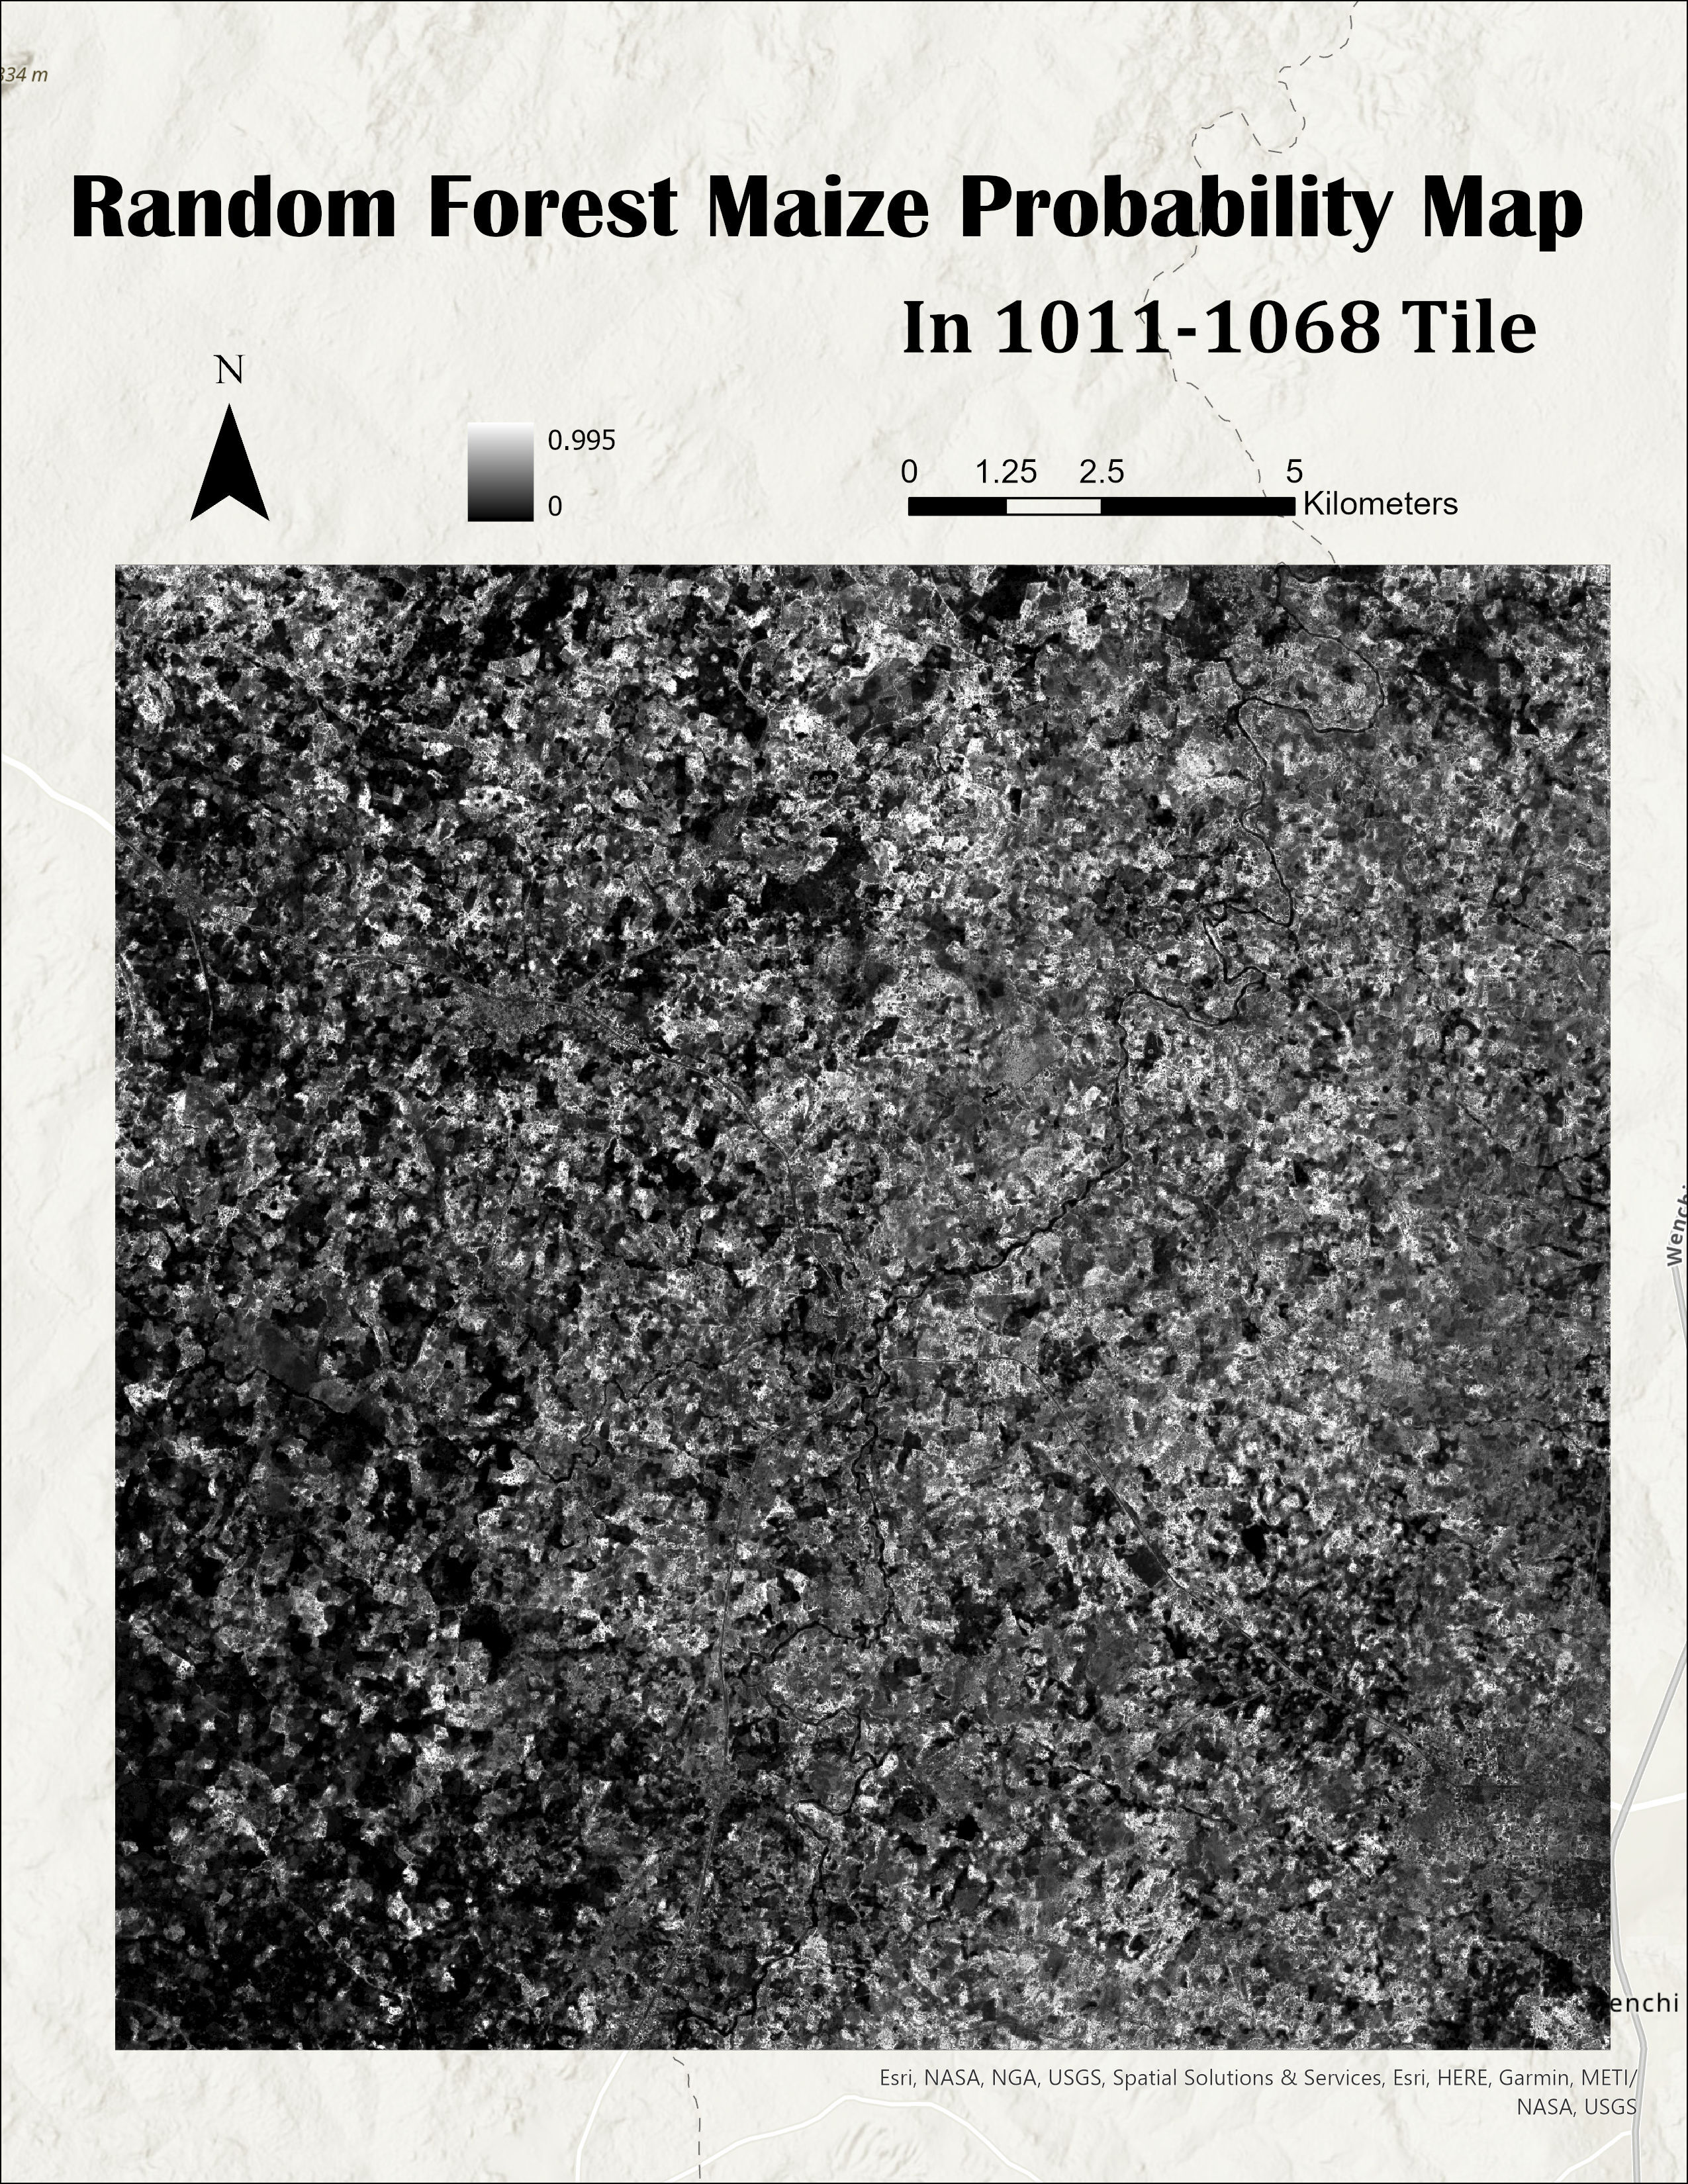 334 m
Random Forest Maize Probability Map
In 1011-1068 Tile
N
0.995
0
0 1.25 2.5 5
Kilometers
Wenchi
enchi
Esri, NASA, NGA, USGS, Spatial Solutions & Services, Esri, HERE, Garmin, METI/
NASA, USGS